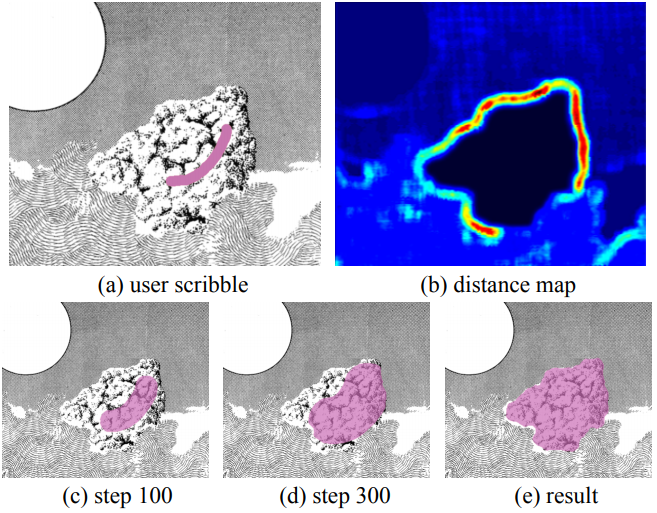 (a) user scribble
(b) distance map
(c) step 100
(d) step 300
(e) result